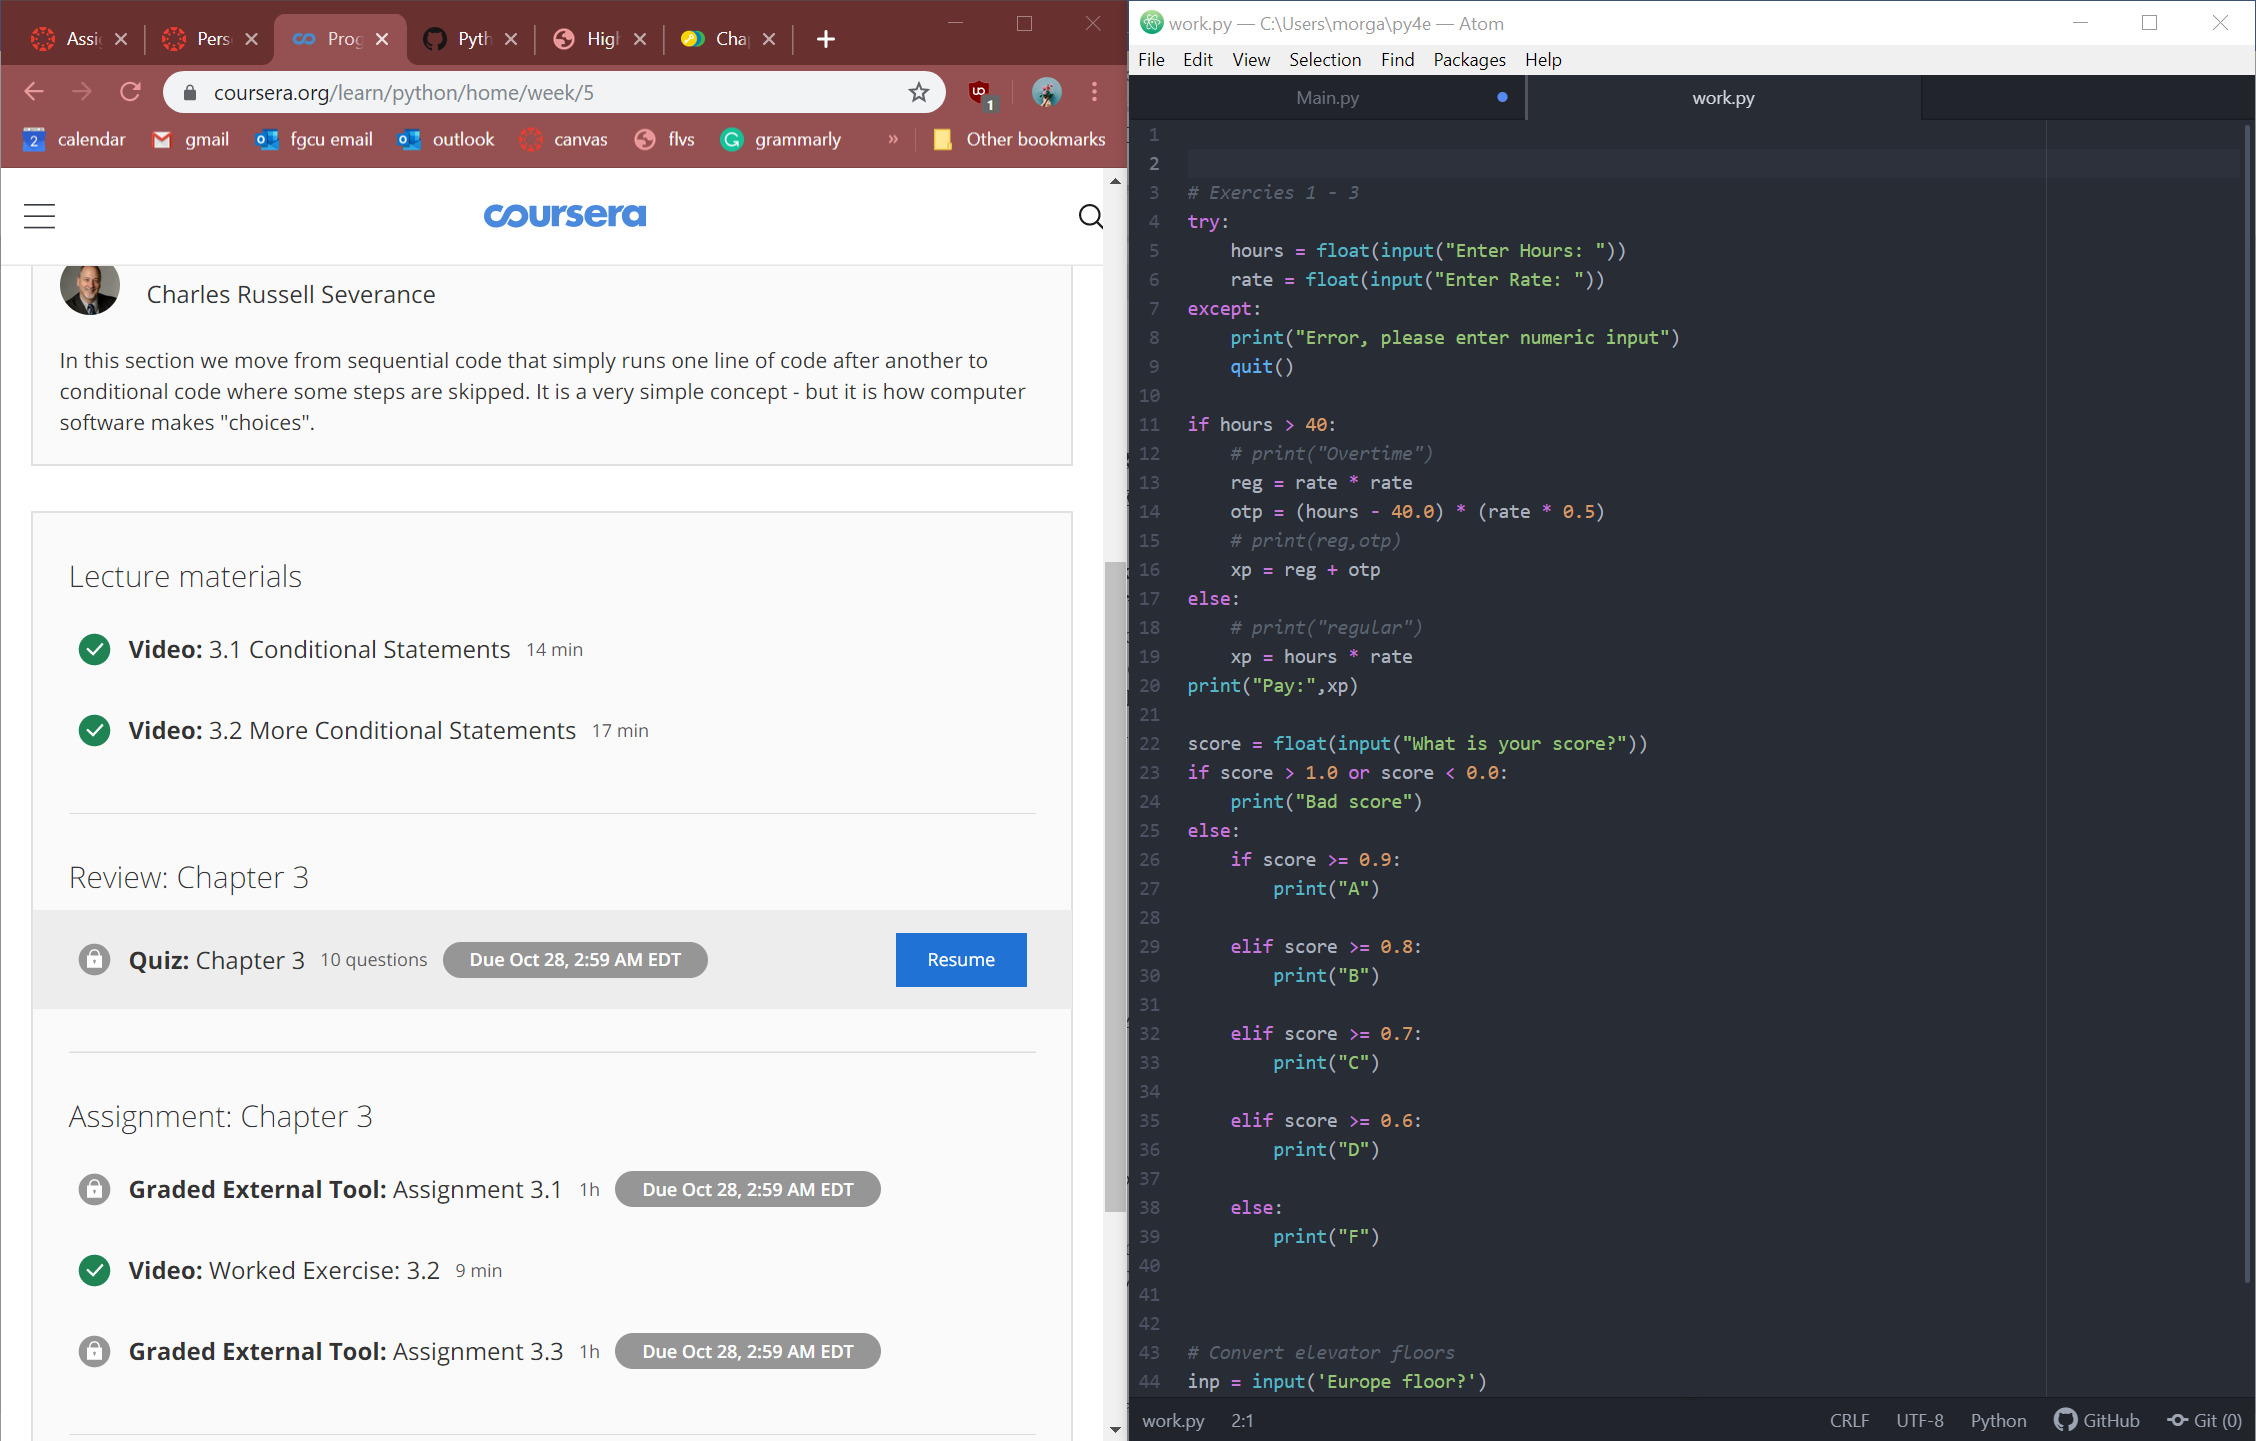 Assi
Pers
Prog
Pyth
High
Cha
coursera.org/learn/python/home/week/5
1
2 calendar
gmail
fgcu email
outlook
canvas
flvs
grammarly
»
Other bookmarks
coursera
Charles Russell Severance
In this section we move from sequential code that simply runs one line of code after another to
conditional code where some steps are skipped. It is a very simple concept - but it is how computer
software makes "choices".
Lecture materials
Video: 3.1 Conditional Statements 14 min
Video: 3.2 More Conditional Statements 17 min
Review: Chapter 3
Quiz: Chapter 3 10 questions Due Oct 28, 2:59 AM EDT Resume
Assignment: Chapter 3
Graded External Tool: Assignment 3.1 1h Due Oct 28, 2:59 AM EDT
Video: Worked Exercise: 3.2 9 min
Graded External Tool: Assignment 3.3 1h Due Oct 28, 2:59 AM EDT
work.py — C:\Users\morga\py4e — Atom
File Edit View Selection Find Packages Help
Main.py work.py
1
2
3 # Exercies 1 - 3
4 try:
5 hours = float(input("Enter Hours: "))
6 rate = float(input("Enter Rate: "))
7 except:
8 print("Error, please enter numeric input")
9 quit()
10
11 if hours > 40:
12 # print("Overtime")
13 reg = rate * rate
14 otp = (hours - 40.0) * (rate * 0.5)
15 # print(reg,otp)
16 xp = reg + otp
17 else:
18 # print("regular")
19 xp = hours * rate
20 print("Pay:",xp)
21
22 score = float(input("What is your score?"))
23 if score > 1.0 or score < 0.0:
24 print("Bad score")
25 else:
26 if score >= 0.9:
27 print("A")
28
29 elif score >= 0.8:
30 print("B")
31
32 elif score >= 0.7:
33 print("C")
34
35 elif score >= 0.6:
36 print("D")
37
38 else:
39 print("F")
40
41
42
43 # Convert elevator floors
44 inp = input('Europe floor?')
work.py 2:1 CRLF UTF-8 Python GitHub Git (0)